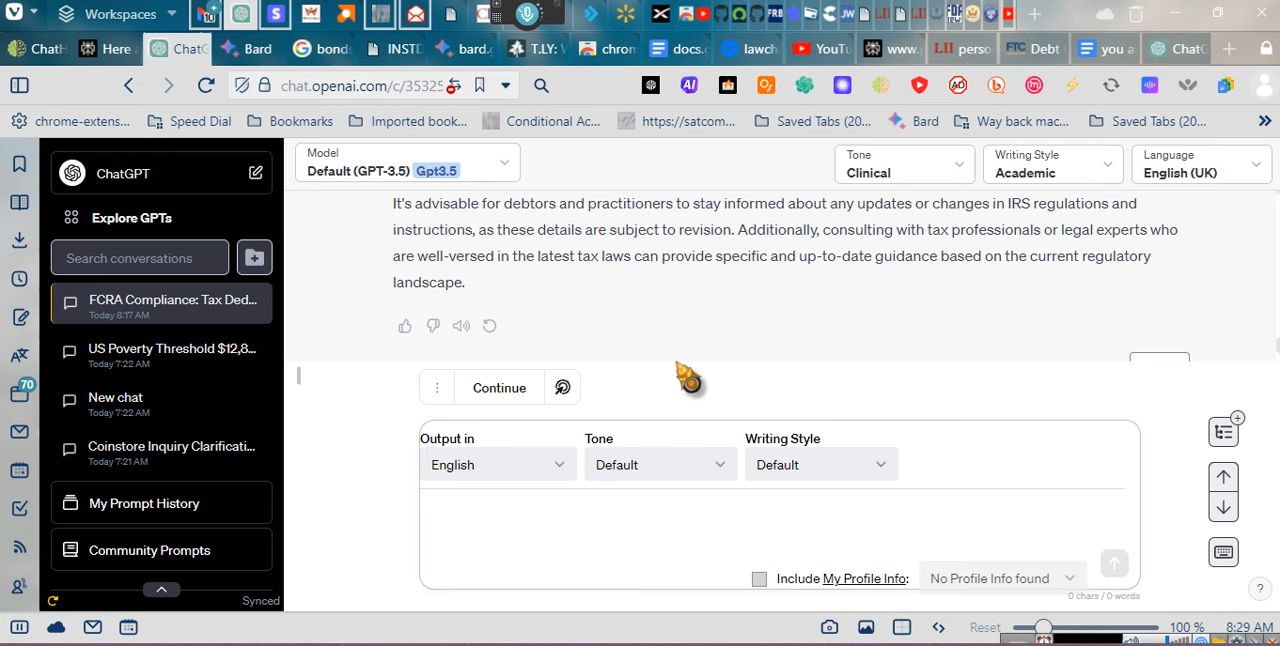 Workspaces
ChatH
Here
ChatG
Bard
bonds
INSTD
bard.g
T.LY:
chrom
docs.c
lawch
YouTu
www.
LII perso
FTC Debt
you a
ChatG
chat.openai.com/c/35325
chrome-extens...
Speed Dial
Bookmarks
Imported book...
Conditional Ac...
https://satcom...
Saved Tabs (20...
Bard
Way back mac...
Saved Tabs (20...
ChatGPT
Explore GPTs
Search conversations
FCRA Compliance: Tax Ded...
Today 8:17 AM
US Poverty Threshold $12,8...
Today 7:22 AM
New chat
Today 7:22 AM
Coinstore Inquiry Clarificati...
Today 7:21 AM
My Prompt History
Community Prompts
Synced
70
Model
Default (GPT-3.5) Gpt3.5
Tone
Clinical
Writing Style
Academic
Language
English (UK)
It's advisable for debtors and practitioners to stay informed about any updates or changes in IRS regulations and
instructions, as these details are subject to revision. Additionally, consulting with tax professionals or legal experts who
are well-versed in the latest tax laws can provide specific and up-to-date guidance based on the current regulatory
landscape.
Continue
Output in
Tone
Writing Style
English
Default
Default
Include My Profile Info:
No Profile Info found
0 chars / 0 words
?
Reset
100 %
8:29 AM